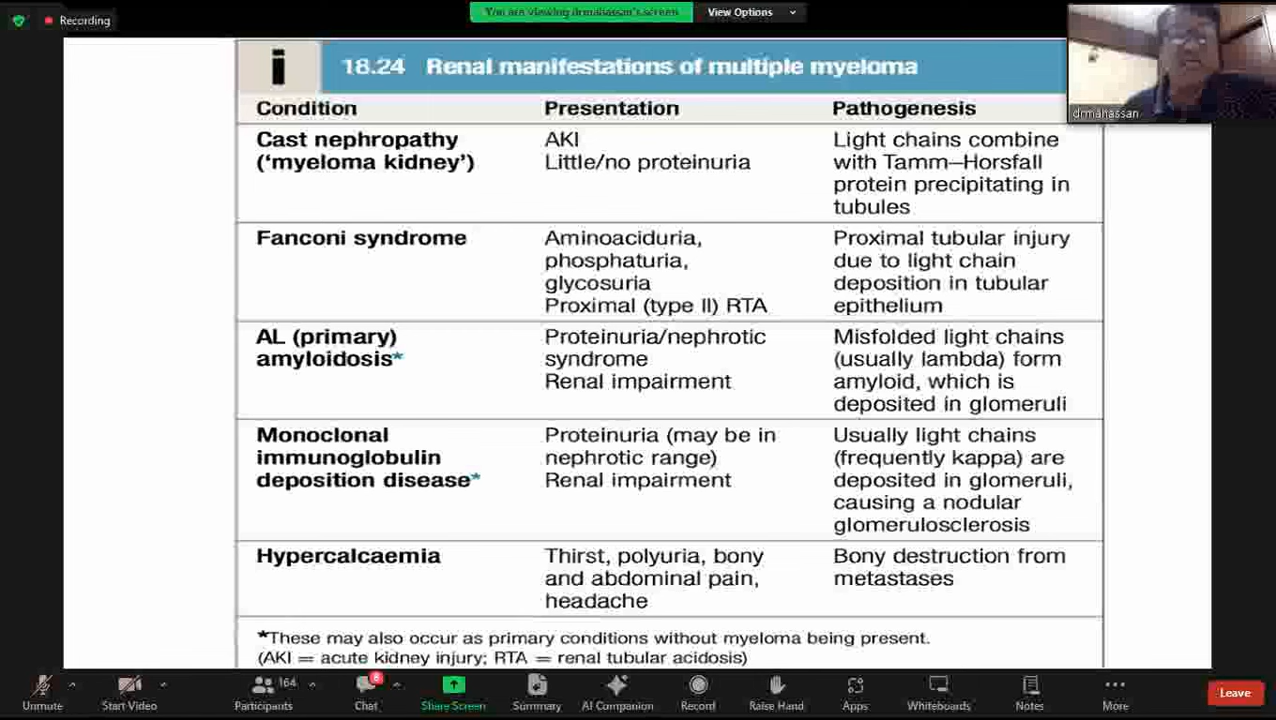 Recording
You are viewing drmahassan's screen
View Options
drmahassan
i
18.24 Renal manifestations of multiple myeloma
Condition
Presentation
Pathogenesis
Cast nephropathy
('myeloma kidney')
AKI
Little/no proteinuria
Light chains combine
with Tamm–Horsfall
protein precipitating in
tubules
Fanconi syndrome
Aminoaciduria,
phosphaturia,
glycosuria
Proximal (type II) RTA
Proximal tubular injury
due to light chain
deposition in tubular
epithelium
AL (primary)
amyloidosis*
Proteinuria/nephrotic
syndrome
Renal impairment
Misfolded light chains
(usually lambda) form
amyloid, which is
deposited in glomeruli
Monoclonal
immunoglobulin
deposition disease*
Proteinuria (may be in
nephrotic range)
Renal impairment
Usually light chains
(frequently kappa) are
deposited in glomeruli,
causing a nodular
glomerulosclerosis
Hypercalcaemia
Thirst, polyuria, bony
and abdominal pain,
headache
Bony destruction from
metastases
*These may also occur as primary conditions without myeloma being present.
(AKI = acute kidney injury; RTA = renal tubular acidosis)
Unmute
Start Video
164
Participants
8
Chat
Share Screen
Summary
AI Companion
Record
Raise Hand
Apps
Whiteboards
Notes
More
Leave